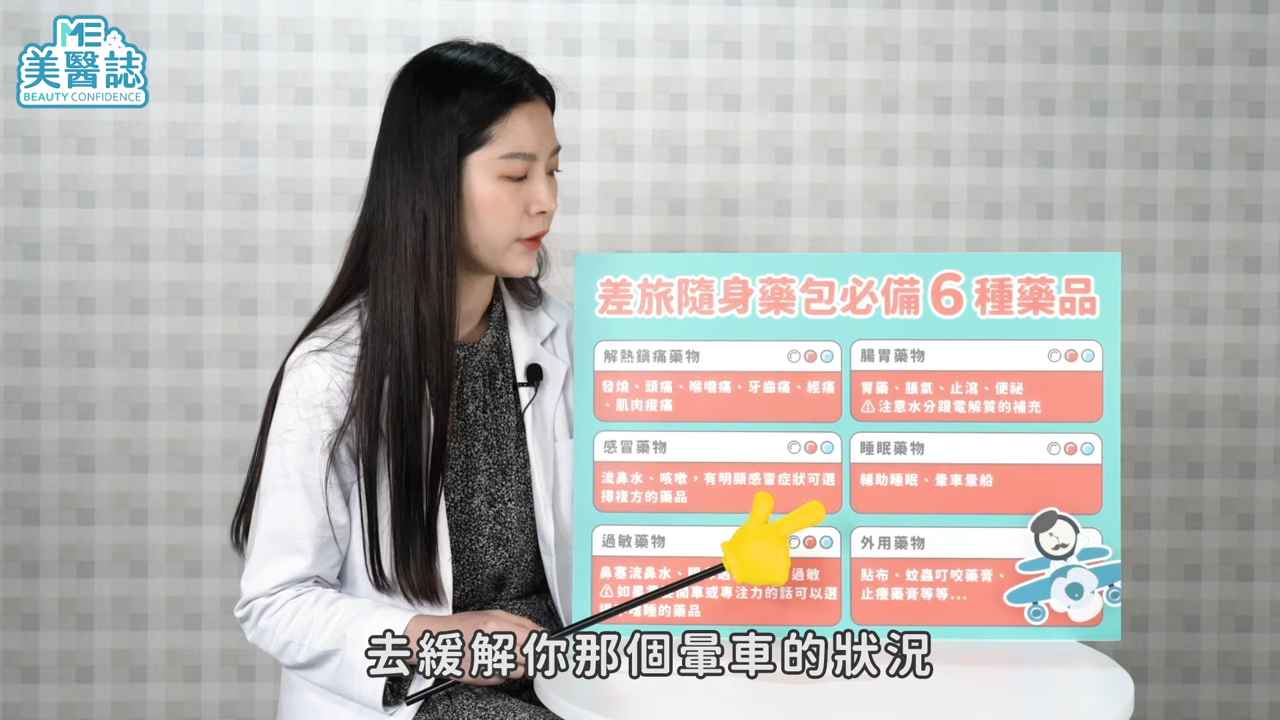 ME
美醫誌
BEAUTY CONFIDENCE
差旅隨身藥包必備6種藥品
解熱鎮痛藥物
發燒、頭痛、喉嚨痛、牙齒痛、經痛
、肌肉痠痛
腸胃藥物
胃藥、脹氣、止瀉、便祕
⚠注意水分跟電解質的補充
感冒藥物
流鼻水、咳嗽，有明顯感冒症狀可選
擇複方的藥品
睡眠藥物
輔助睡眠、暈車暈船
過敏藥物
鼻塞流鼻水、眼 過敏
⚠如果 開車或專注力的話可以選
嗜睡的藥品
外用藥物
貼布、蚊蟲叮咬藥膏、
止癢藥膏等等...
去緩解你那個暈車的狀況